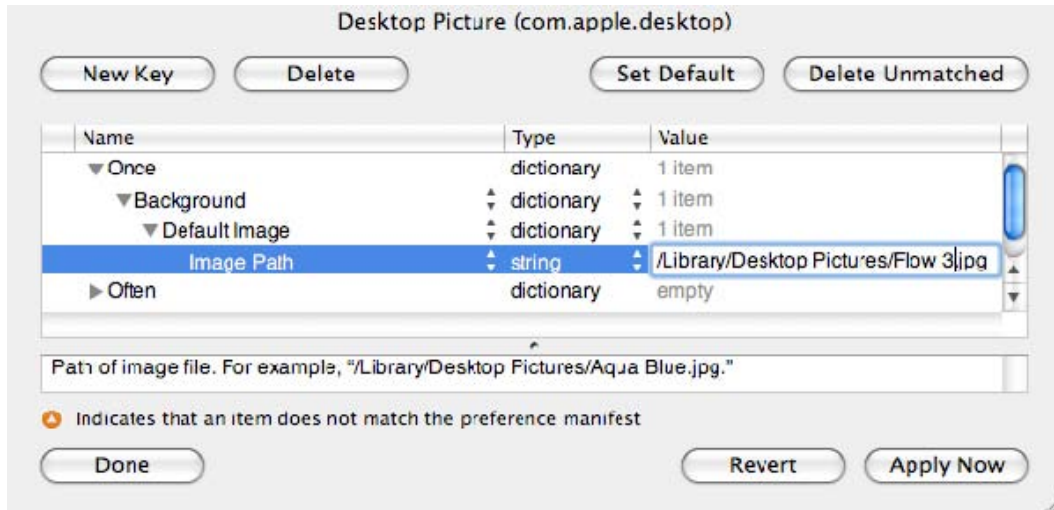 Desktop Picture (com.apple.desktop)
New Key Delete Set Default Delete Unmatched
Name Type Value
Once dictionary 1 item
Background dictionary 1 item
Default Image dictionary 1 item
Image Path string /Library/Desktop Pictures/Flow 3.jpg
Often dictionary empty
Path of image file. For example, “/Library/Desktop Pictures/Aqua Blue.jpg.”
Indicates that an item does not match the preference manifest
Done Revert Apply Now